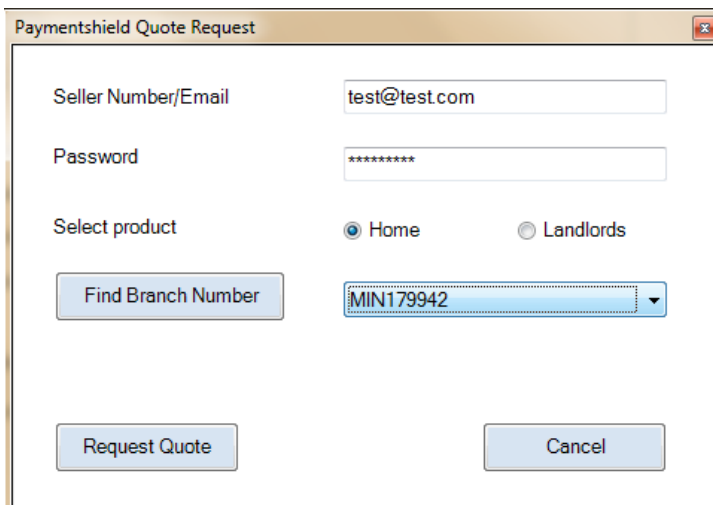 Paymentshield Quote Request
Seller Number/Email test@test.com
Password *********
Select product Home Landlords
Find Branch Number MIN179942
Request Quote Cancel